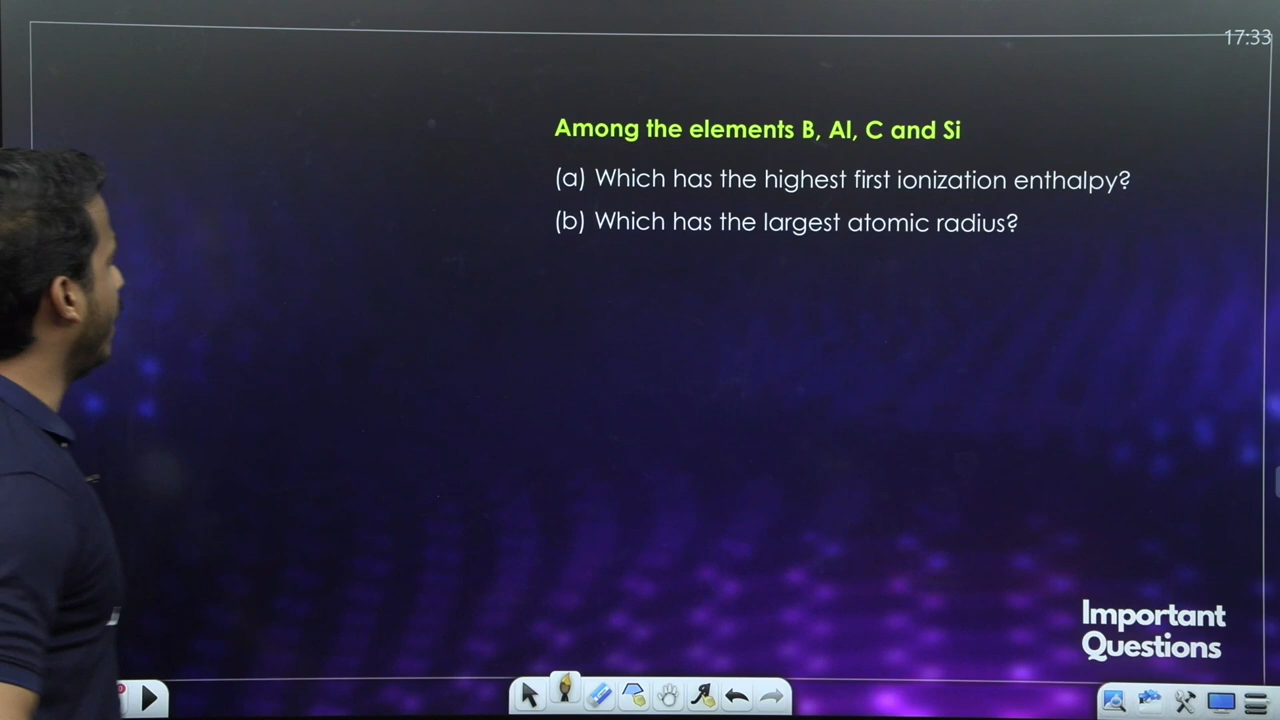 17:33
Among the elements B, Al, C and Si
(a) Which has the highest first ionization enthalpy?
(b) Which has the largest atomic radius?
Important
Questions